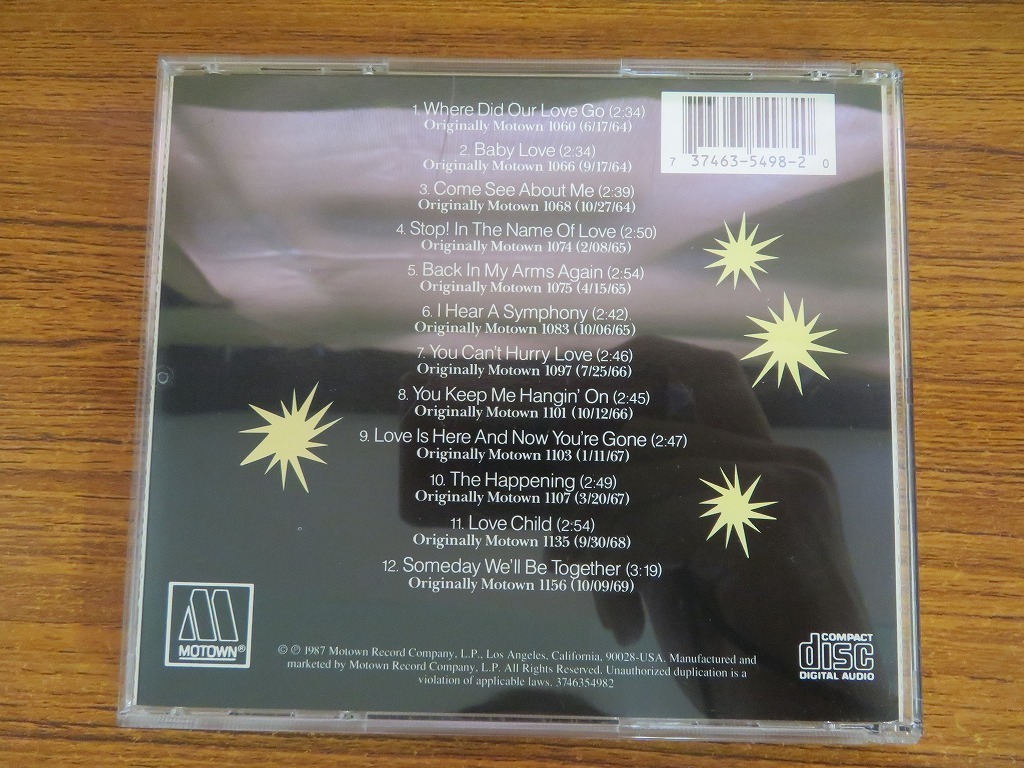 1. Where Did Our Love Go (2:34)
Originally Motown 1060 (6/17/64)
2. Baby Love (2:34)
Originally Motown 1066 (9/17/64)
3. Come See About Me (2:39)
Originally Motown 1068 (10/27/64)
4. Stop! In The Name Of Love (2:50)
Originally Motown 1074 (2/08/65)
5. Back In My Arms Again (2:54)
Originally Motown 1075 (4/15/65)
6. I Hear A Symphony (2:42)
Originally Motown 1083 (10/06/65)
7. You Can't Hurry Love (2:46)
Originally Motown 1097 (7/25/66)
8. You Keep Me Hangin' On (2:45)
Originally Motown 1101 (10/12/66)
9. Love Is Here And Now You're Gone (2:47)
Originally Motown 1103 (1/11/67)
10. The Happening (2:49)
Originally Motown 1107 (3/20/67)
11. Love Child (2:54)
Originally Motown 1135 (9/30/68)
12. Someday We'll Be Together (3:19)
Originally Motown 1156 (10/09/69)
7 37463-5498-2 0
MOTOWN®
© ℗ 1987 Motown Record Company, L.P., Los Angeles, California, 90028-USA. Manufactured and
marketed by Motown Record Company, L.P. All Rights Reserved. Unauthorized duplication is a
violation of applicable laws. 3746354982
COMPACT
disc
DIGITAL AUDIO